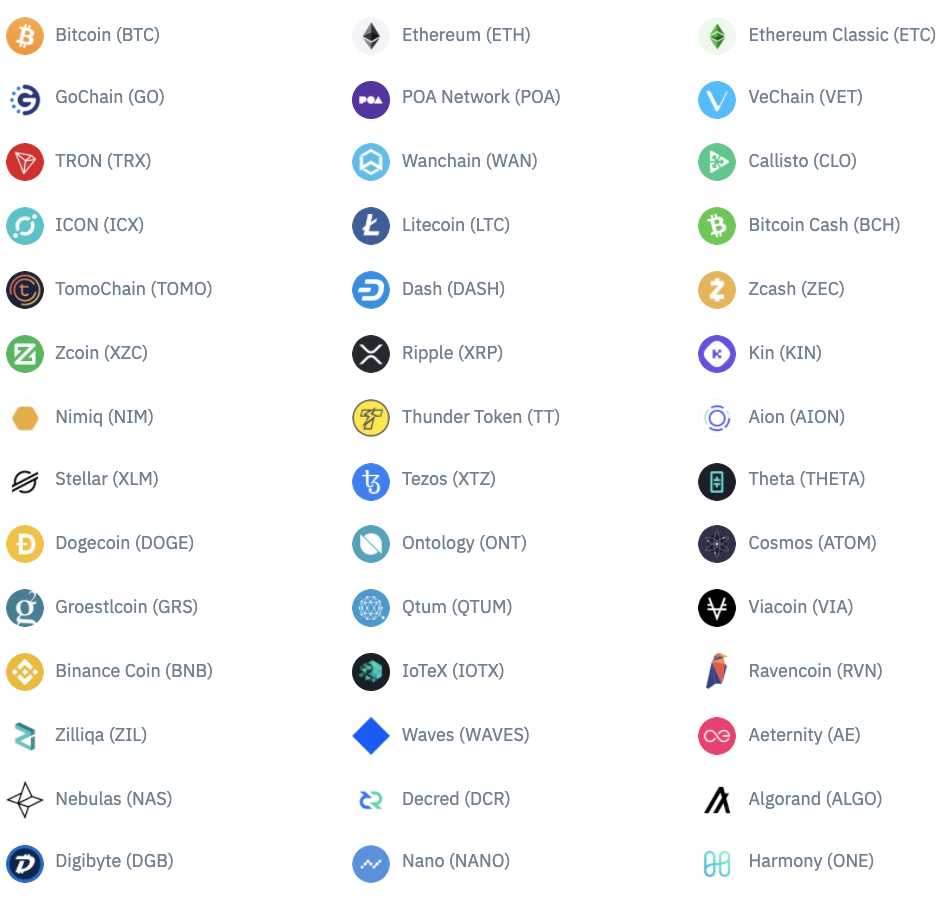 Bitcoin (BTC) Ethereum (ETH) Ethereum Classic (ETC)
GoChain (GO) POA POA Network (POA) VeChain (VET)
TRON (TRX) Wanchain (WAN) Callisto (CLO)
ICON (ICX) Litecoin (LTC) Bitcoin Cash (BCH)
TomoChain (TOMO) Dash (DASH) Zcash (ZEC)
Zcoin (XZC) Ripple (XRP) Kin (KIN)
Nimiq (NIM) Thunder Token (TT) Aion (AION)
Stellar (XLM) Tezos (XTZ) Theta (THETA)
Dogecoin (DOGE) Ontology (ONT) Cosmos (ATOM)
Groestlcoin (GRS) Qtum (QTUM) Viacoin (VIA)
Binance Coin (BNB) IoTeX (IOTX) Ravencoin (RVN)
Zilliqa (ZIL) Waves (WAVES) Aeternity (AE)
Nebulas (NAS) Decred (DCR) Algorand (ALGO)
Digibyte (DGB) Nano (NANO) Harmony (ONE)